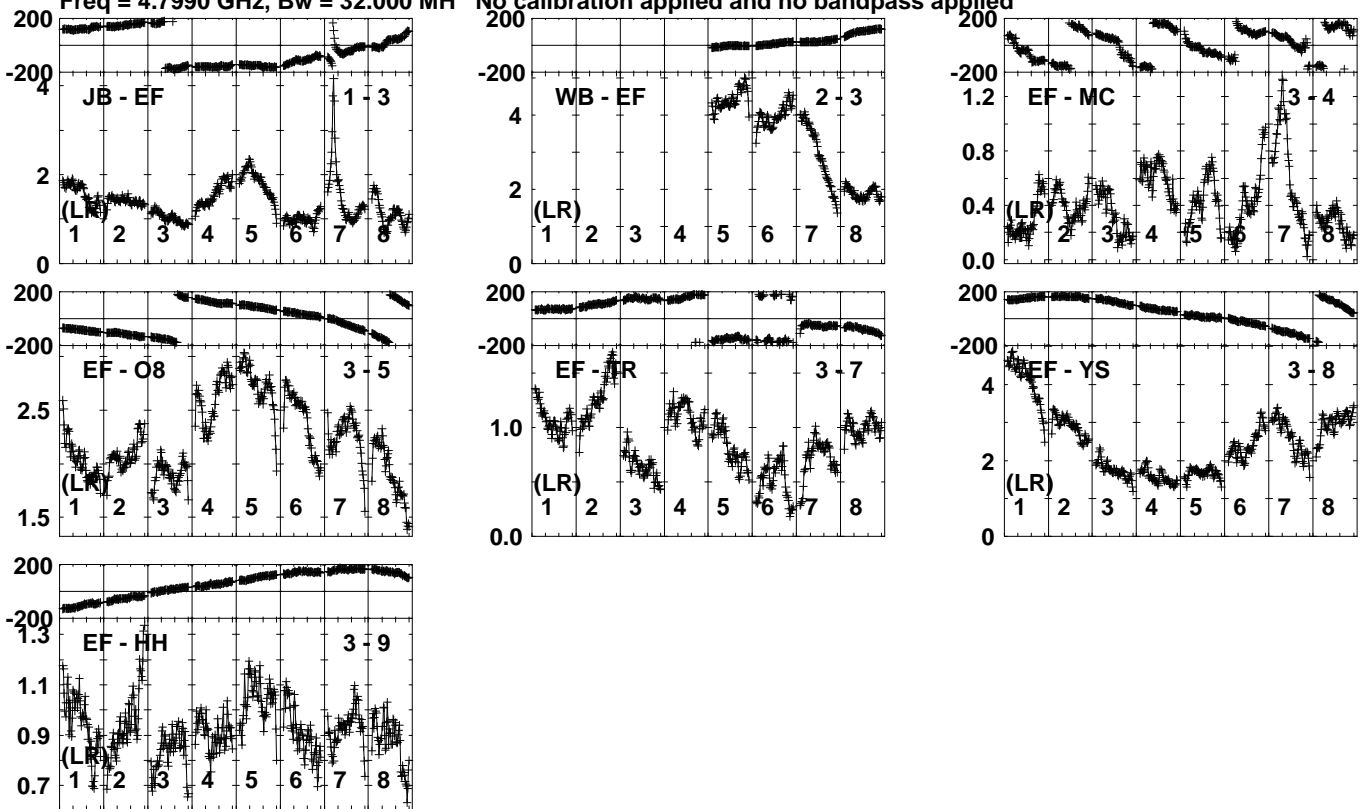 Freq = 4.7990 GHz, Bw = 32.000 MH No calibration applied and no bandpass applied
200
-200
JB - EF 1 - 3
4
2
0
(LR)
1 2 3 4 5 6 7 8
200
-200
WB - EF 2 - 3
4
2
0
(LR)
1 2 3 4 5 6 7 8
200
-200
EF - MC 3 - 4
1.2
0.8
0.4
0.0
(LR)
1 2 3 4 5 6 7 8
200
-200
EF - O8 3 - 5
2.5
1.5
(LR)
1 2 3 4 5 6 7 8
200
-200
EF - TR 3 - 7
1.0
0.0
(LR)
1 2 3 4 5 6 7 8
200
-200
EF - YS 3 - 8
4
2
0
(LR)
1 2 3 4 5 6 7 8
200
-200
EF - HH 3 - 9
1.3
1.1
0.9
0.7
(LR)
1 2 3 4 5 6 7 8